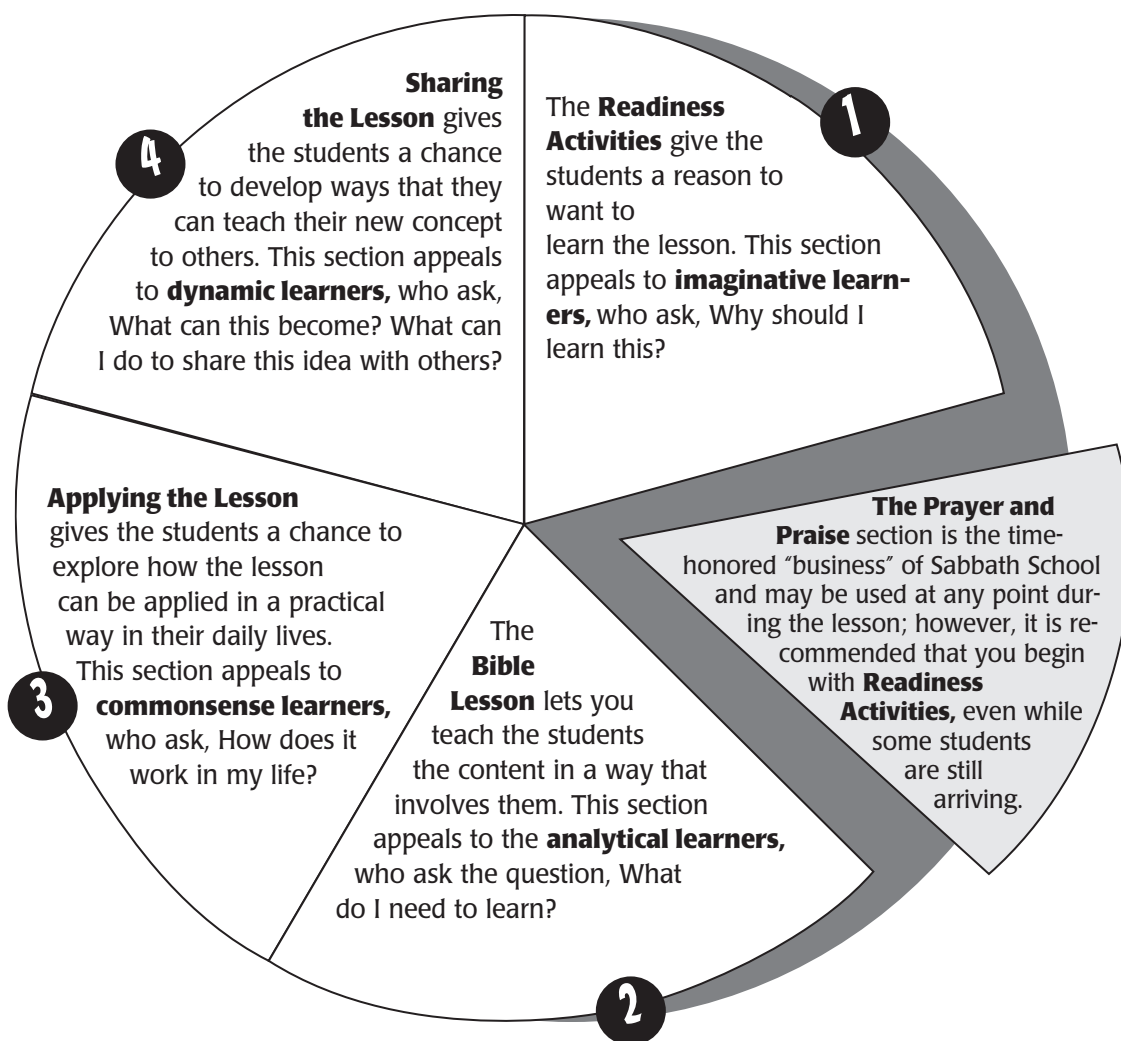 1
The Readiness
Activities give the
students a reason to
want to
learn the lesson. This section
appeals to imaginative learn-
ers, who ask, Why should I
learn this?
The Prayer and
Praise section is the time-
honored “business” of Sabbath School
and may be used at any point dur-
ing the lesson; however, it is re-
commended that you begin
with Readiness
Activities, even while
some students
are still
arriving.
2
The
Bible
Lesson lets you
teach the students
the content in a way that
involves them. This section
appeals to the analytical learners,
who ask the question, What
do I need to learn?
3
Applying the Lesson
gives the students a chance to
explore how the lesson
can be applied in a practical
way in their daily lives.
This section appeals to
commonsense learners,
who ask, How does it
work in my life?
4
Sharing
the Lesson gives
the students a chance
to develop ways that they
can teach their new concept
to others. This section appeals
to dynamic learners, who ask,
What can this become? What can
I do to share this idea with others?